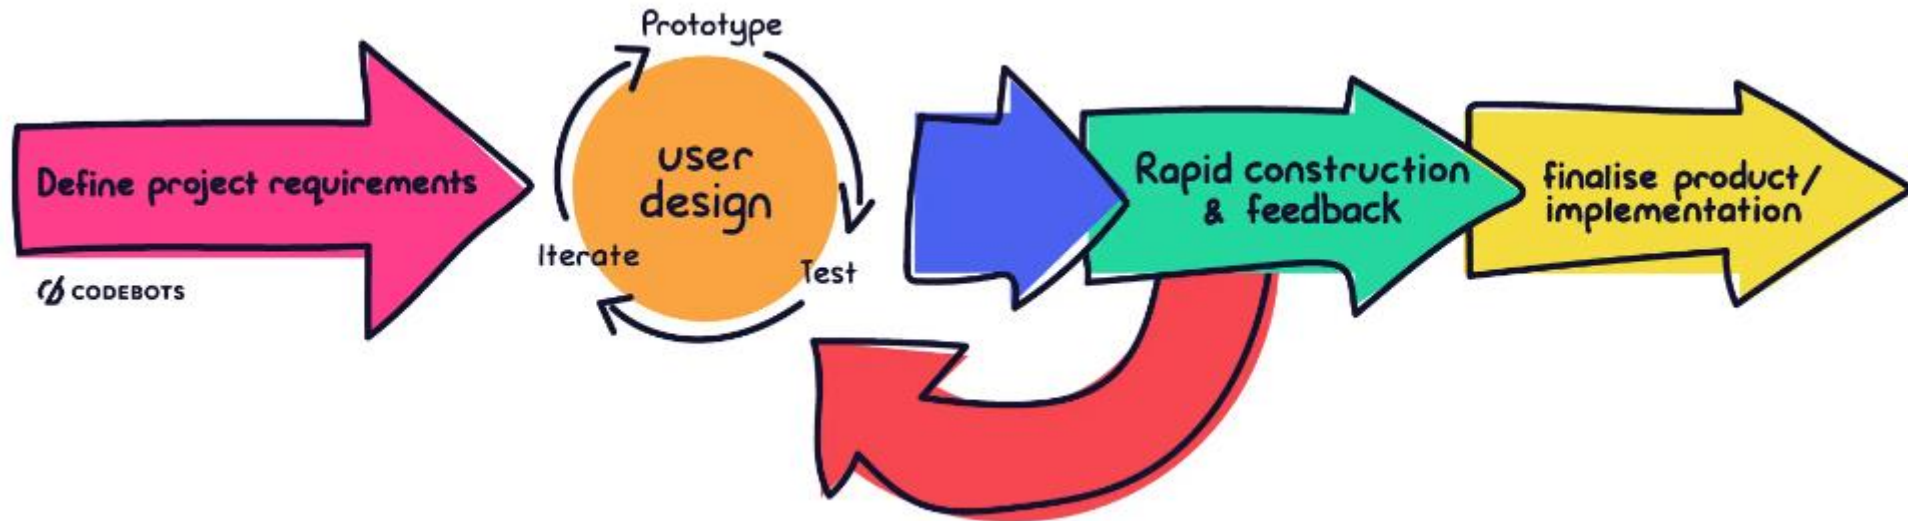 Define project requirements
CODEBOTS
Prototype
user
design
Iterate
Test
Rapid construction
& feedback
finalise product/
implementation